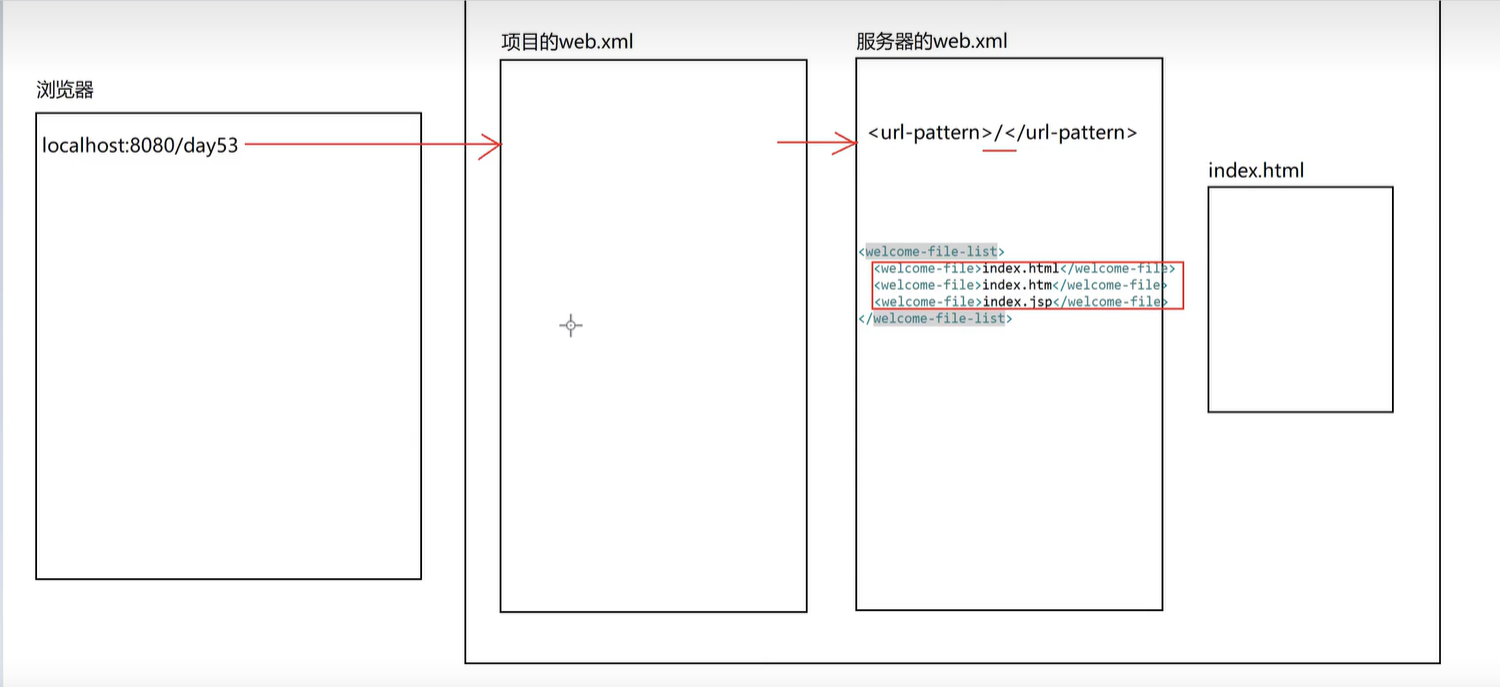 浏览器
localhost:8080/day53
项目的web.xml
服务器的web.xml
<url-pattern>/</url-pattern>
<welcome-file-list>
<welcome-file>index.html</welcome-file>
<welcome-file>index.htm</welcome-file>
<welcome-file>index.jsp</welcome-file>
</welcome-file-list>
index.html